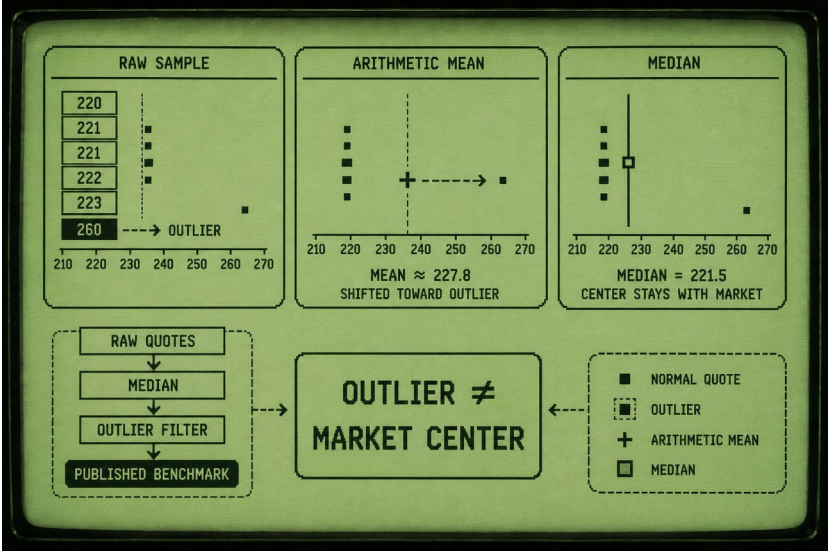 RAW SAMPLE
220
221
221
222
223
260
OUTLIER
210 220 230 240 250 260 270
ARITHMETIC MEAN
210 220 230 240 250 260 270
MEAN ≈ 227.8
SHIFTED TOWARD OUTLIER
MEDIAN
210 220 230 240 250 260 270
MEDIAN = 221.5
CENTER STAYS WITH MARKET
RAW QUOTES
MEDIAN
OUTLIER FILTER
PUBLISHED BENCHMARK
OUTLIER ≠
MARKET CENTER
NORMAL QUOTE
OUTLIER
ARITHMETIC MEAN
MEDIAN